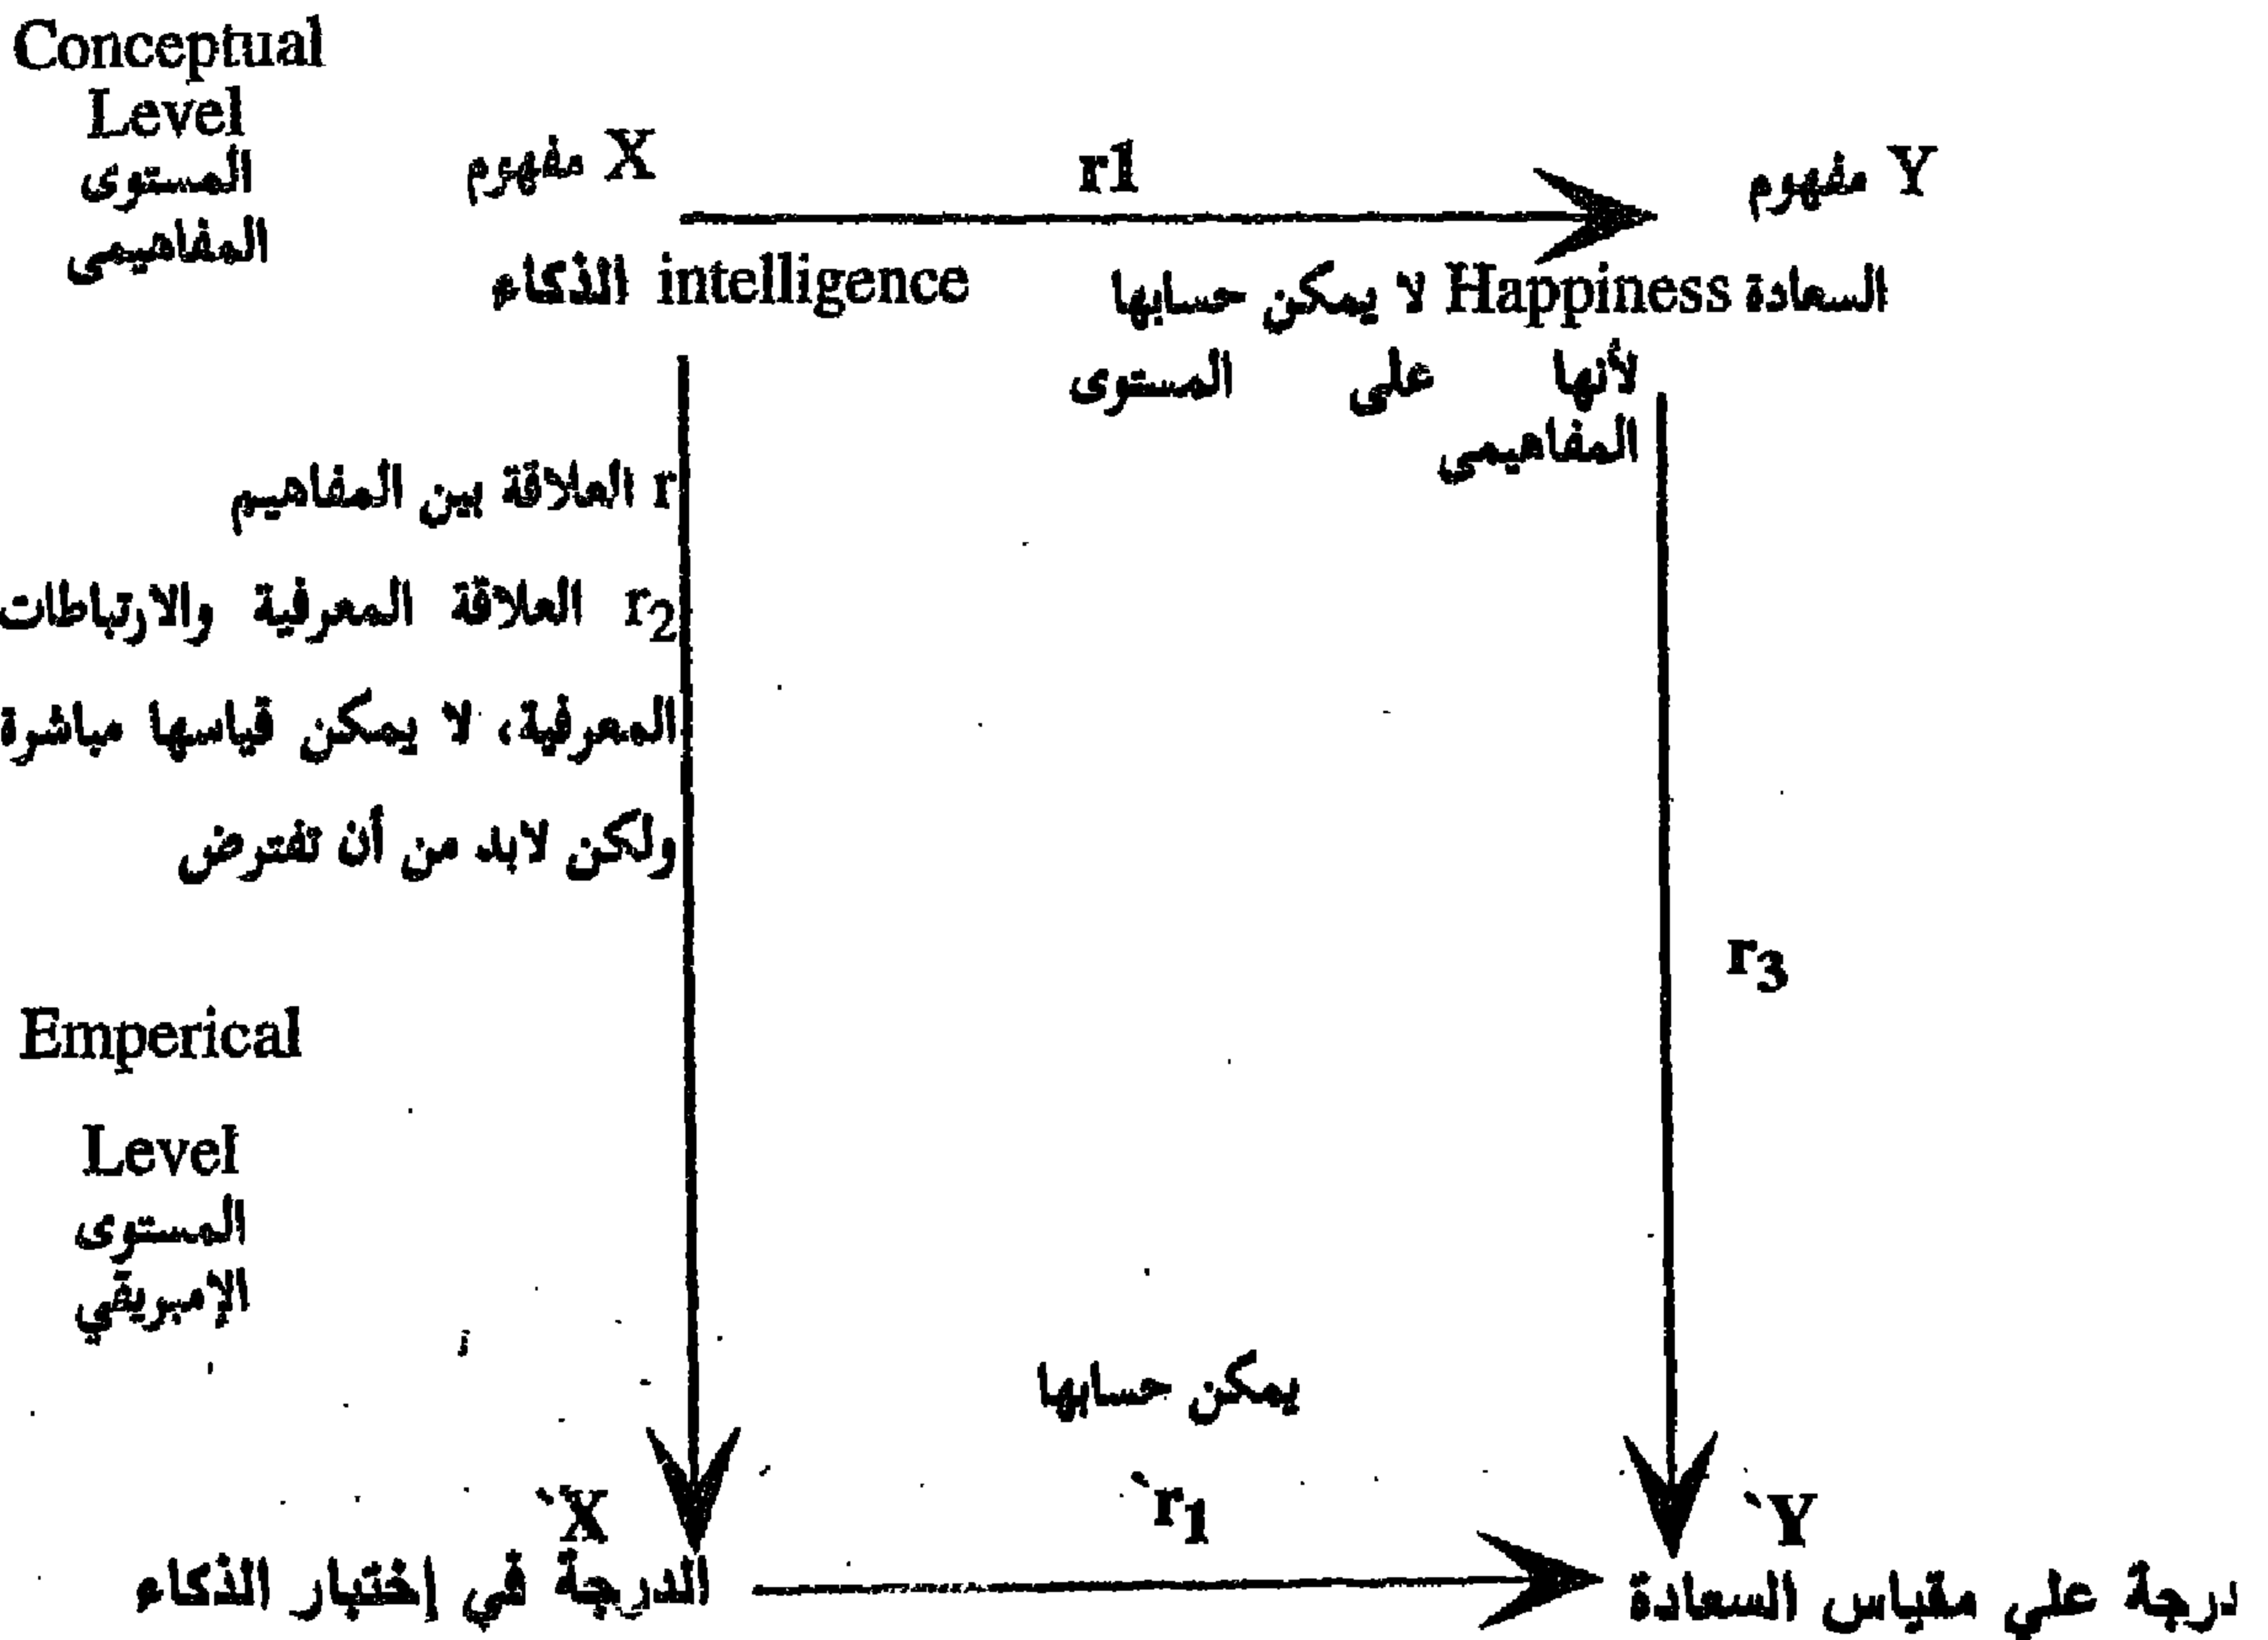 Conceptual
Level
المستوى
المفاهيمى
X مفهوم
r1
Y مفهوم
الذكاء intelligence
السعادة Happiness لا يمكن حسابها
لأنها على المستوى
المفاهيمى
r العلاقة بين المفاهيم
r2 العلاقة المعرفية والارتباطات
المعرفية، لا يمكن قياسها مباشرة
ولكن لابد من أن تفترض
r3
Emperical
Level
المستوى
الإمبريقي
يمكن حسابها
`X
`r1
`Y
الدرجة في إختبار الذكاء
درجة على مقياس السعادة